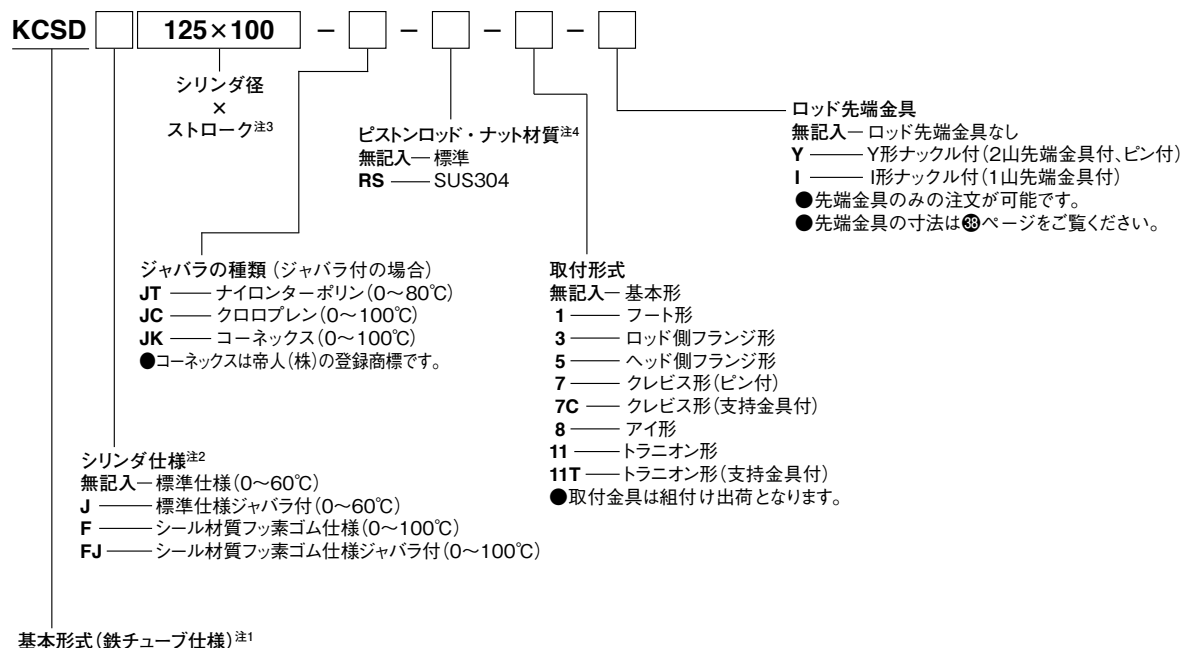 KCSD □ 125×100 − □ − □ − □ − □
シリンダ径
×
ストローク注3
ピストンロッド・ナット材質注4
無記入─標準
RS ── SUS304
ロッド先端金具
無記入─ロッド先端金具なし
Y ─── Y形ナックル付(2山先端金具付、ピン付)
I ─── I形ナックル付(1山先端金具付)
●先端金具のみの注文が可能です。
●先端金具の寸法は㊳ページをご覧ください。
ジャバラの種類(ジャバラ付の場合)
JT ── ナイロンターポリン(0〜80℃)
JC ── クロロプレン(0〜100℃)
JK ── コーネックス(0〜100℃)
●コーネックスは帝人(株)の登録商標です。
取付形式
無記入─基本形
1 ── フート形
3 ── ロッド側フランジ形
5 ── ヘッド側フランジ形
7 ── クレビス形(ピン付)
7C ── クレビス形(支持金具付)
8 ── アイ形
11 ── トラニオン形
11T ── トラニオン形(支持金具付)
●取付金具は組付け出荷となります。
シリンダ仕様注2
無記入─標準仕様(0〜60℃)
J ─── 標準仕様ジャバラ付(0〜60℃)
F ─── シール材質フッ素ゴム仕様(0〜100℃)
FJ ── シール材質フッ素ゴム仕様ジャバラ付(0〜100℃)
基本形式(鉄チューブ仕様)注1